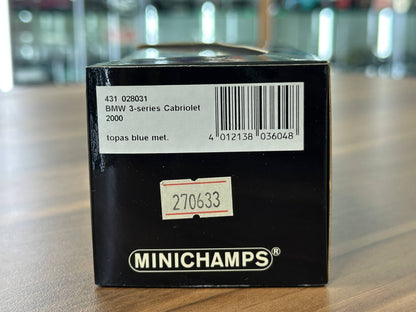 431 028031
BMW 3-series Cabriolet
2000
topas blue met.
4 012138 036048
270633
MINICHAMPS®